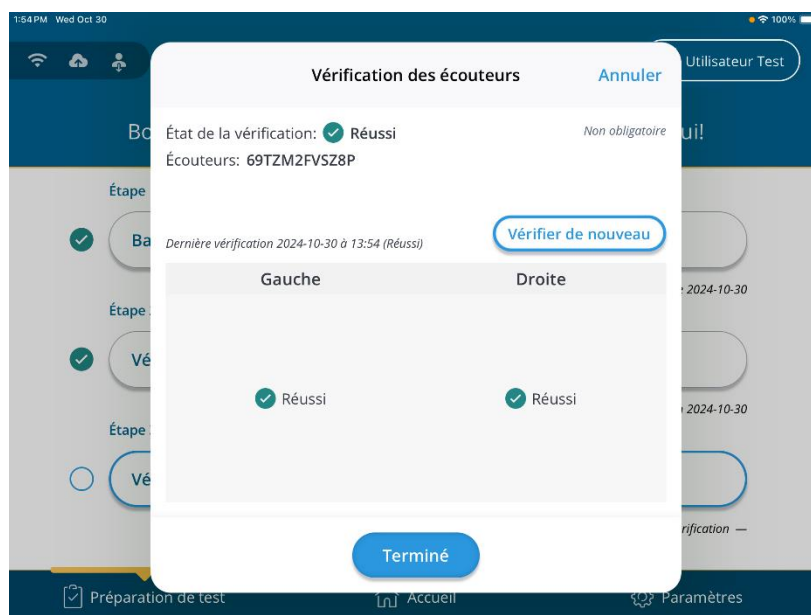 1:54 PM Wed Oct 30
100%
Utilisateur Test
Vérification des écouteurs
Annuler
Bo
ui!
État de la vérification: Réussi
Non obligatoire
Écouteurs: 69TZM2FVSZ8P
Étape
Ba
Dernière vérification 2024-10-30 à 13:54 (Réussi)
Vérifier de nouveau
Gauche
Droite
2024-10-30
Étape
Vé
Réussi
Réussi
2024-10-30
Étape
Vé
rification —
Terminé
Préparation de test
Accueil
Paramètres